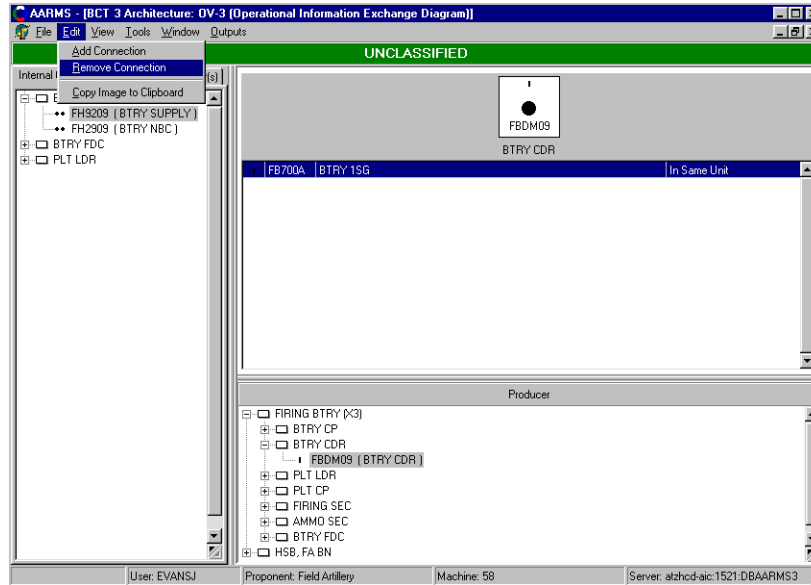 AARMS - [BCT 3 Architecture: OV-3 (Operational Information Exchange Diagram)]
File Edit View Tools Window Outputs
UNCLASSIFIED
Add Connection
Remove Connection
Copy Image to Clipboard
Internal
(s)
FH9209 ( BTRY SUPPLY )
FH2909 ( BTRY NBC )
BTRY FDC
PLT LDR
FBDM09
BTRY CDR
FB700A BTRY 1SG In Same Unit
Producer
FIRING BTRY (X3)
BTRY CP
BTRY CDR
FBDM09 ( BTRY CDR )
PLT LDR
PLT CP
FIRING SEC
AMMO SEC
BTRY FDC
HSB, FA BN
User: EVANSJ Proponent: Field Artillery Machine: 58 Server: atzhcd-aic:1521:DBAARMS3